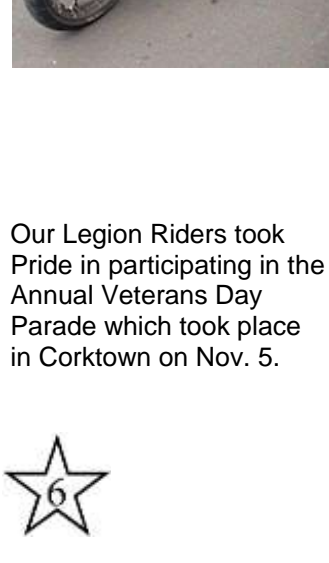 Our Legion Riders took
Pride in participating in the
Annual Veterans Day
Parade which took place
in Corktown on Nov. 5.
6